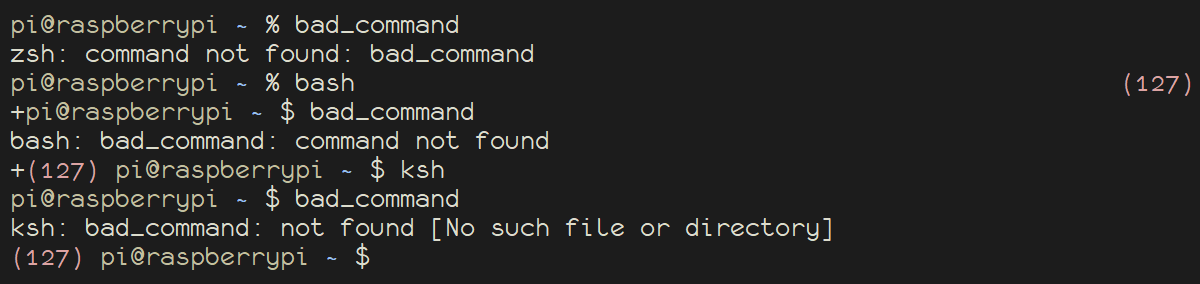 pi@raspberrypi ~ % bad_command
zsh: command not found: bad_command
pi@raspberrypi ~ % bash (127)
+pi@raspberrypi ~ $ bad_command
bash: bad_command: command not found
+(127) pi@raspberrypi ~ $ ksh
pi@raspberrypi ~ $ bad_command
ksh: bad_command: not found [No such file or directory]
(127) pi@raspberrypi ~ $